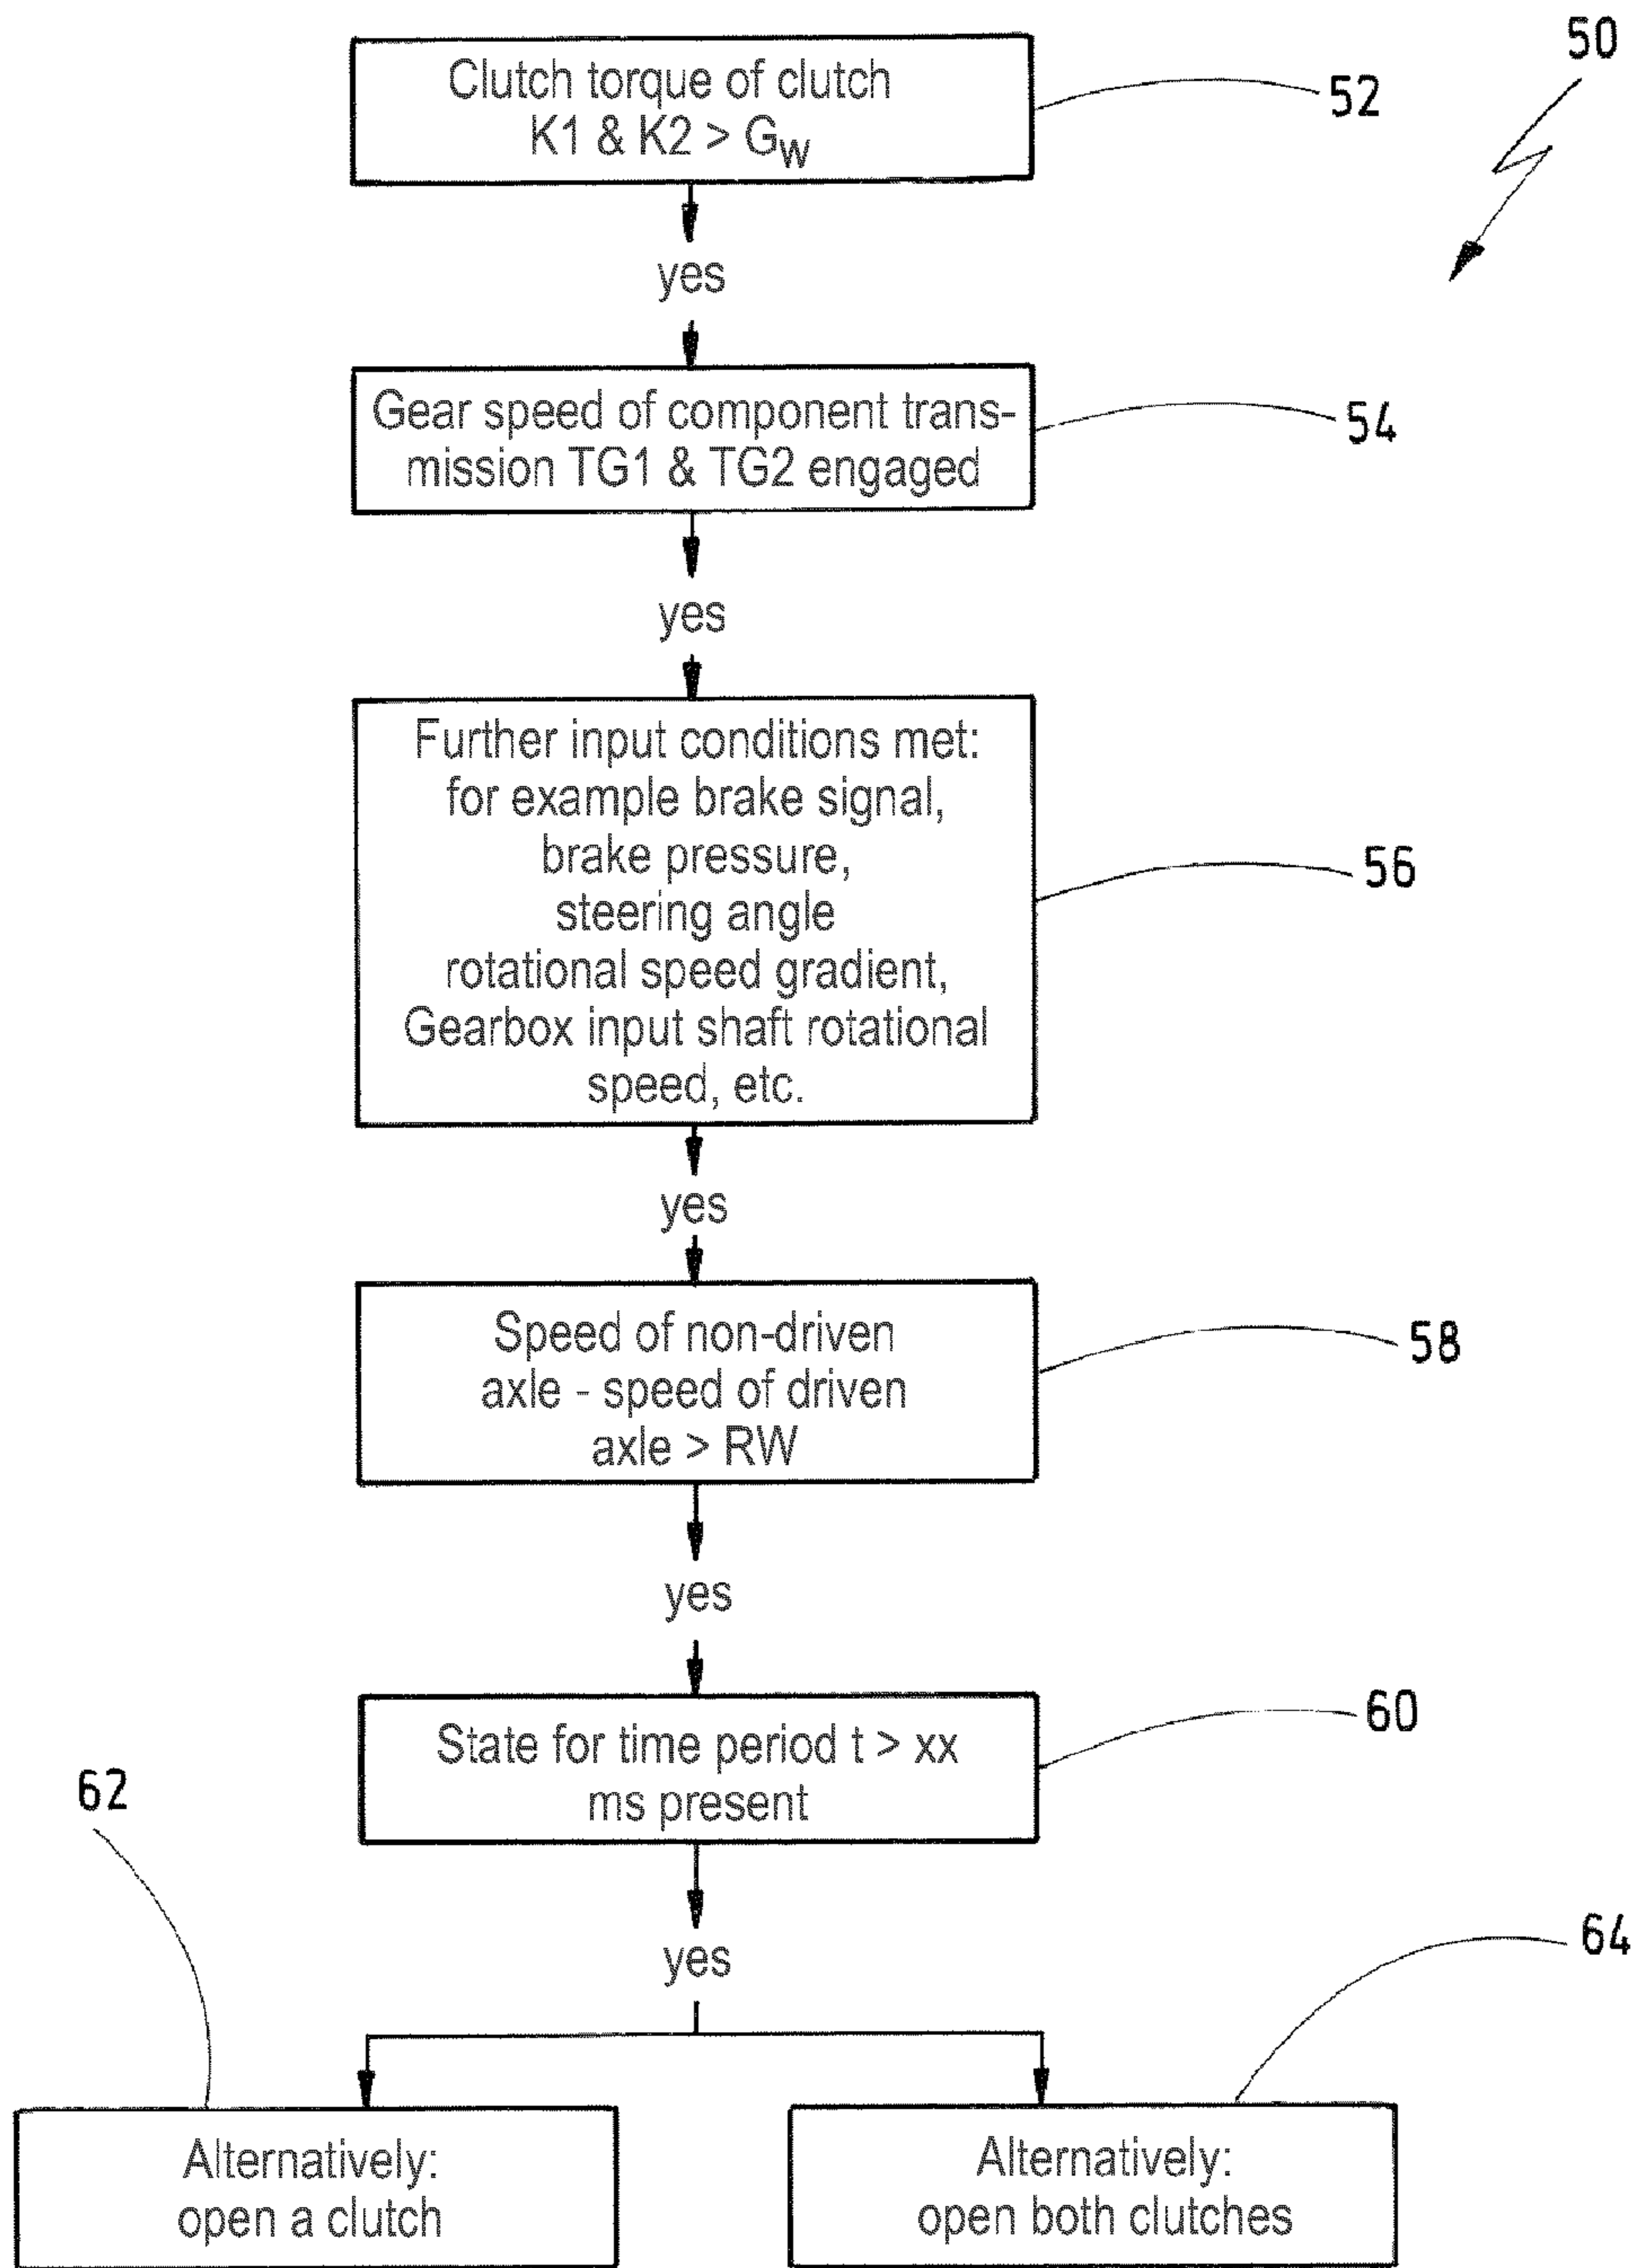 50
Clutch torque of clutch
K1 & K2 > GW
52
yes
Gear speed of component trans-
mission TG1 & TG2 engaged
54
yes
Further input conditions met:
for example brake signal,
brake pressure,
steering angle
rotational speed gradient,
Gearbox input shaft rotational
speed, etc.
56
yes
Speed of non-driven
axle - speed of driven
axle > RW
58
yes
State for time period t > xx
ms present
60
yes
62
64
Alternatively:
open a clutch
Alternatively:
open both clutches